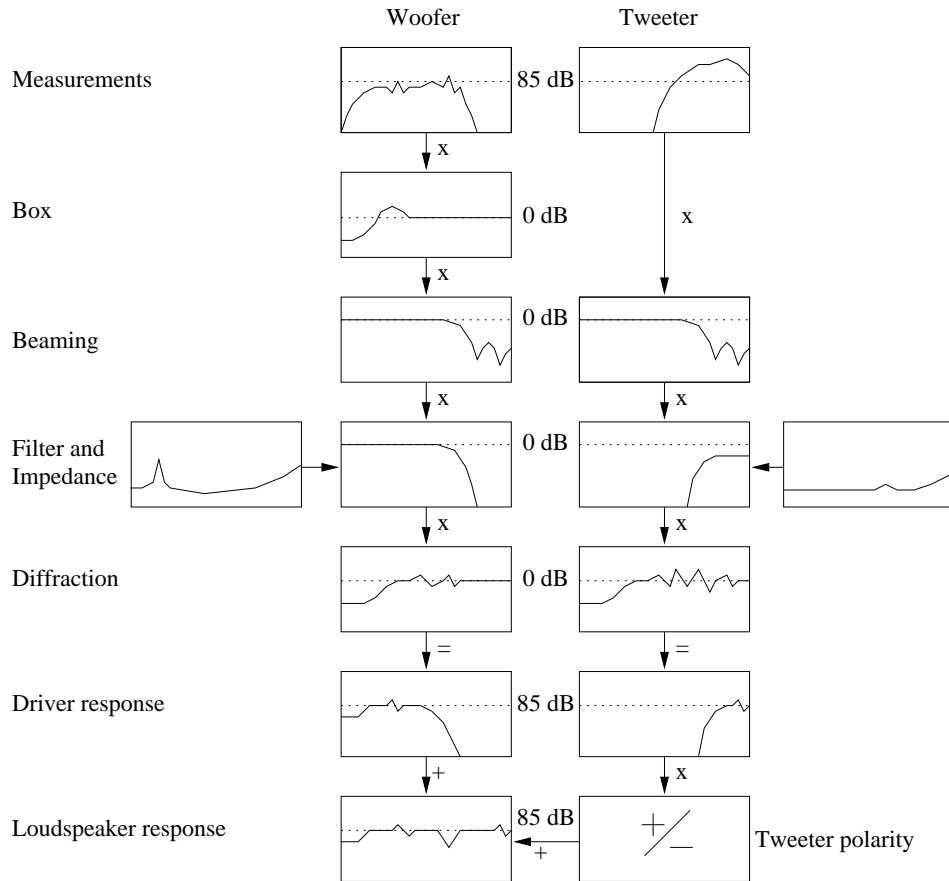 Woofer Tweeter
Measurements 85 dB
x
Box 0 dB x
x
Beaming 0 dB
x x
Filter and
Impedance 0 dB
x x
Diffraction 0 dB
= =
Driver response 85 dB
+ x
Loudspeaker response 85 dB + +/− Tweeter polarity